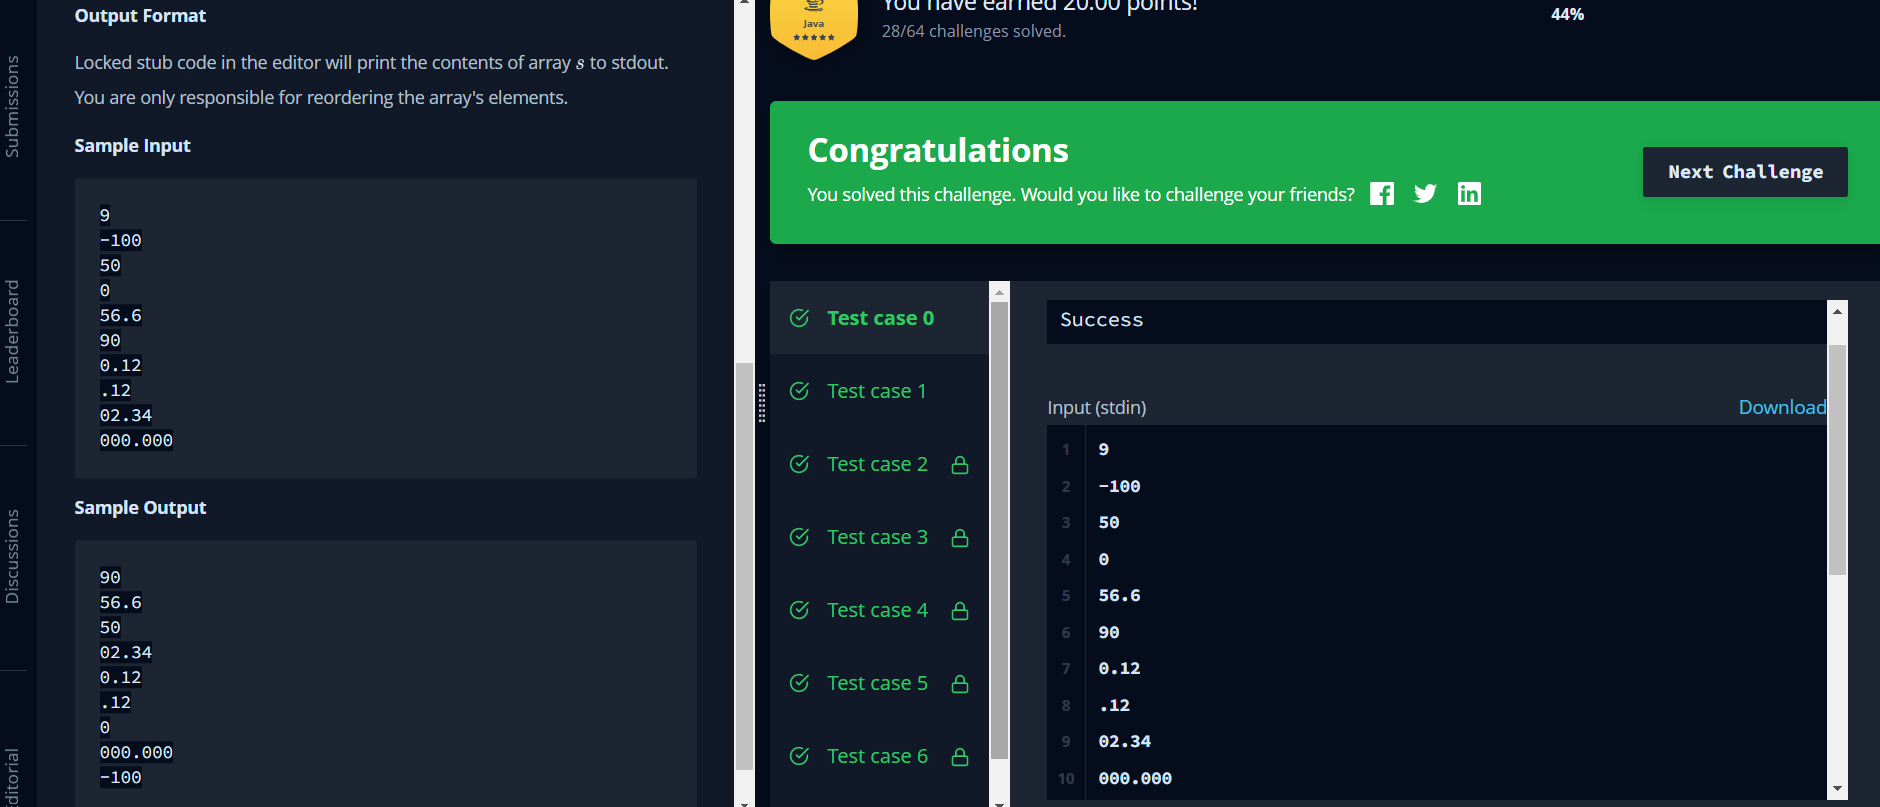 Submissions
Leaderboard
Discussions
Output Format
Locked stub code in the editor will print the contents of array s to stdout.
You are only responsible for reordering the array's elements.
Sample Input
9
-100
50
0
56.6
90
0.12
.12
02.34
000.000
Sample Output
90
56.6
50
02.34
0.12
.12
0
000.000
-100
Java
You have earned 20.00 points!
28/64 challenges solved.
44%
Congratulations
You solved this challenge. Would you like to challenge your friends?
Next Challenge
Test case 0
Test case 1
Test case 2
Test case 3
Test case 4
Test case 5
Test case 6
Success
Input (stdin)
Download
1 9
2 -100
3 50
4 0
5 56.6
6 90
7 0.12
8 .12
9 02.34
10 000.000